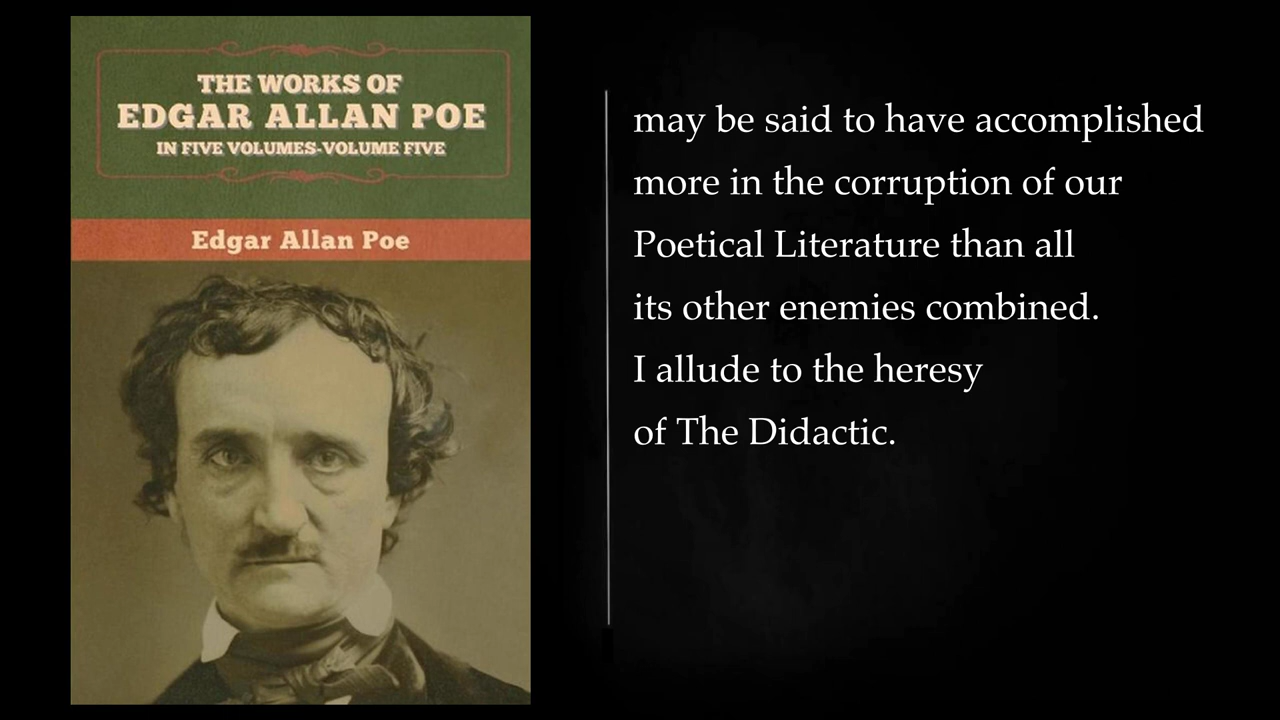 THE WORKS OF
EDGAR ALLAN POE
IN FIVE VOLUMES-VOLUME FIVE
Edgar Allan Poe
may be said to have accomplished
more in the corruption of our
Poetical Literature than all
its other enemies combined.
I allude to the heresy
of The Didactic.